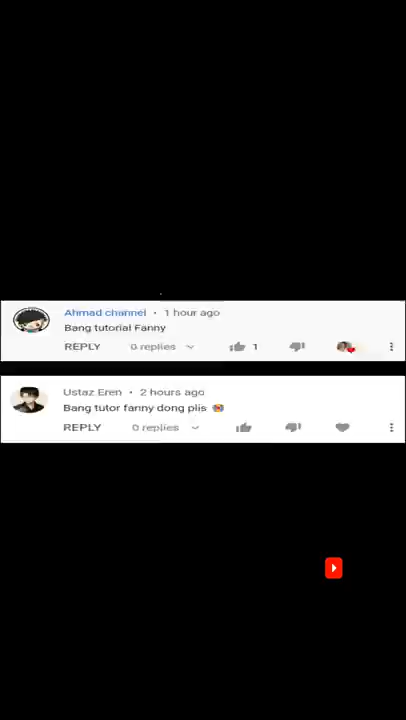 Ahmad channel • 1 hour ago
Bang tutorial Fanny
REPLY 0 replies 1
Ustaz Eren • 2 hours ago
Bang tutor fanny dong plis
REPLY 0 replies